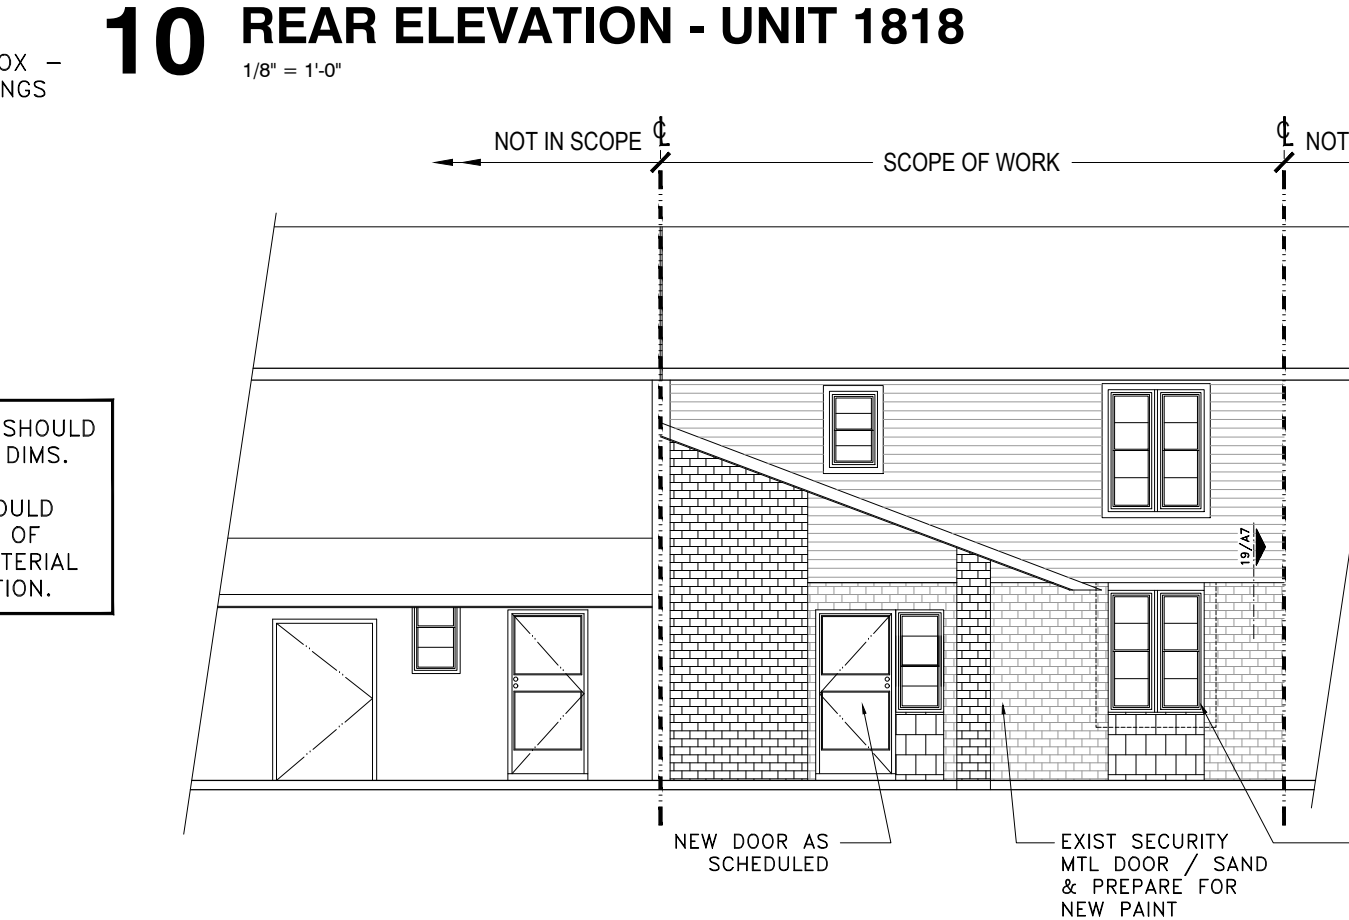 10 REAR ELEVATION - UNIT 1818
1/8" = 1'-0"
OX –
NGS
NOT IN SCOPE
℄
SCOPE OF WORK
℄
NOT
SHOULD
DIMS.
OULD
OF
TERIAL
TION.
19/A7
NEW DOOR AS
SCHEDULED
EXIST SECURITY
MTL DOOR / SAND
& PREPARE FOR
NEW PAINT